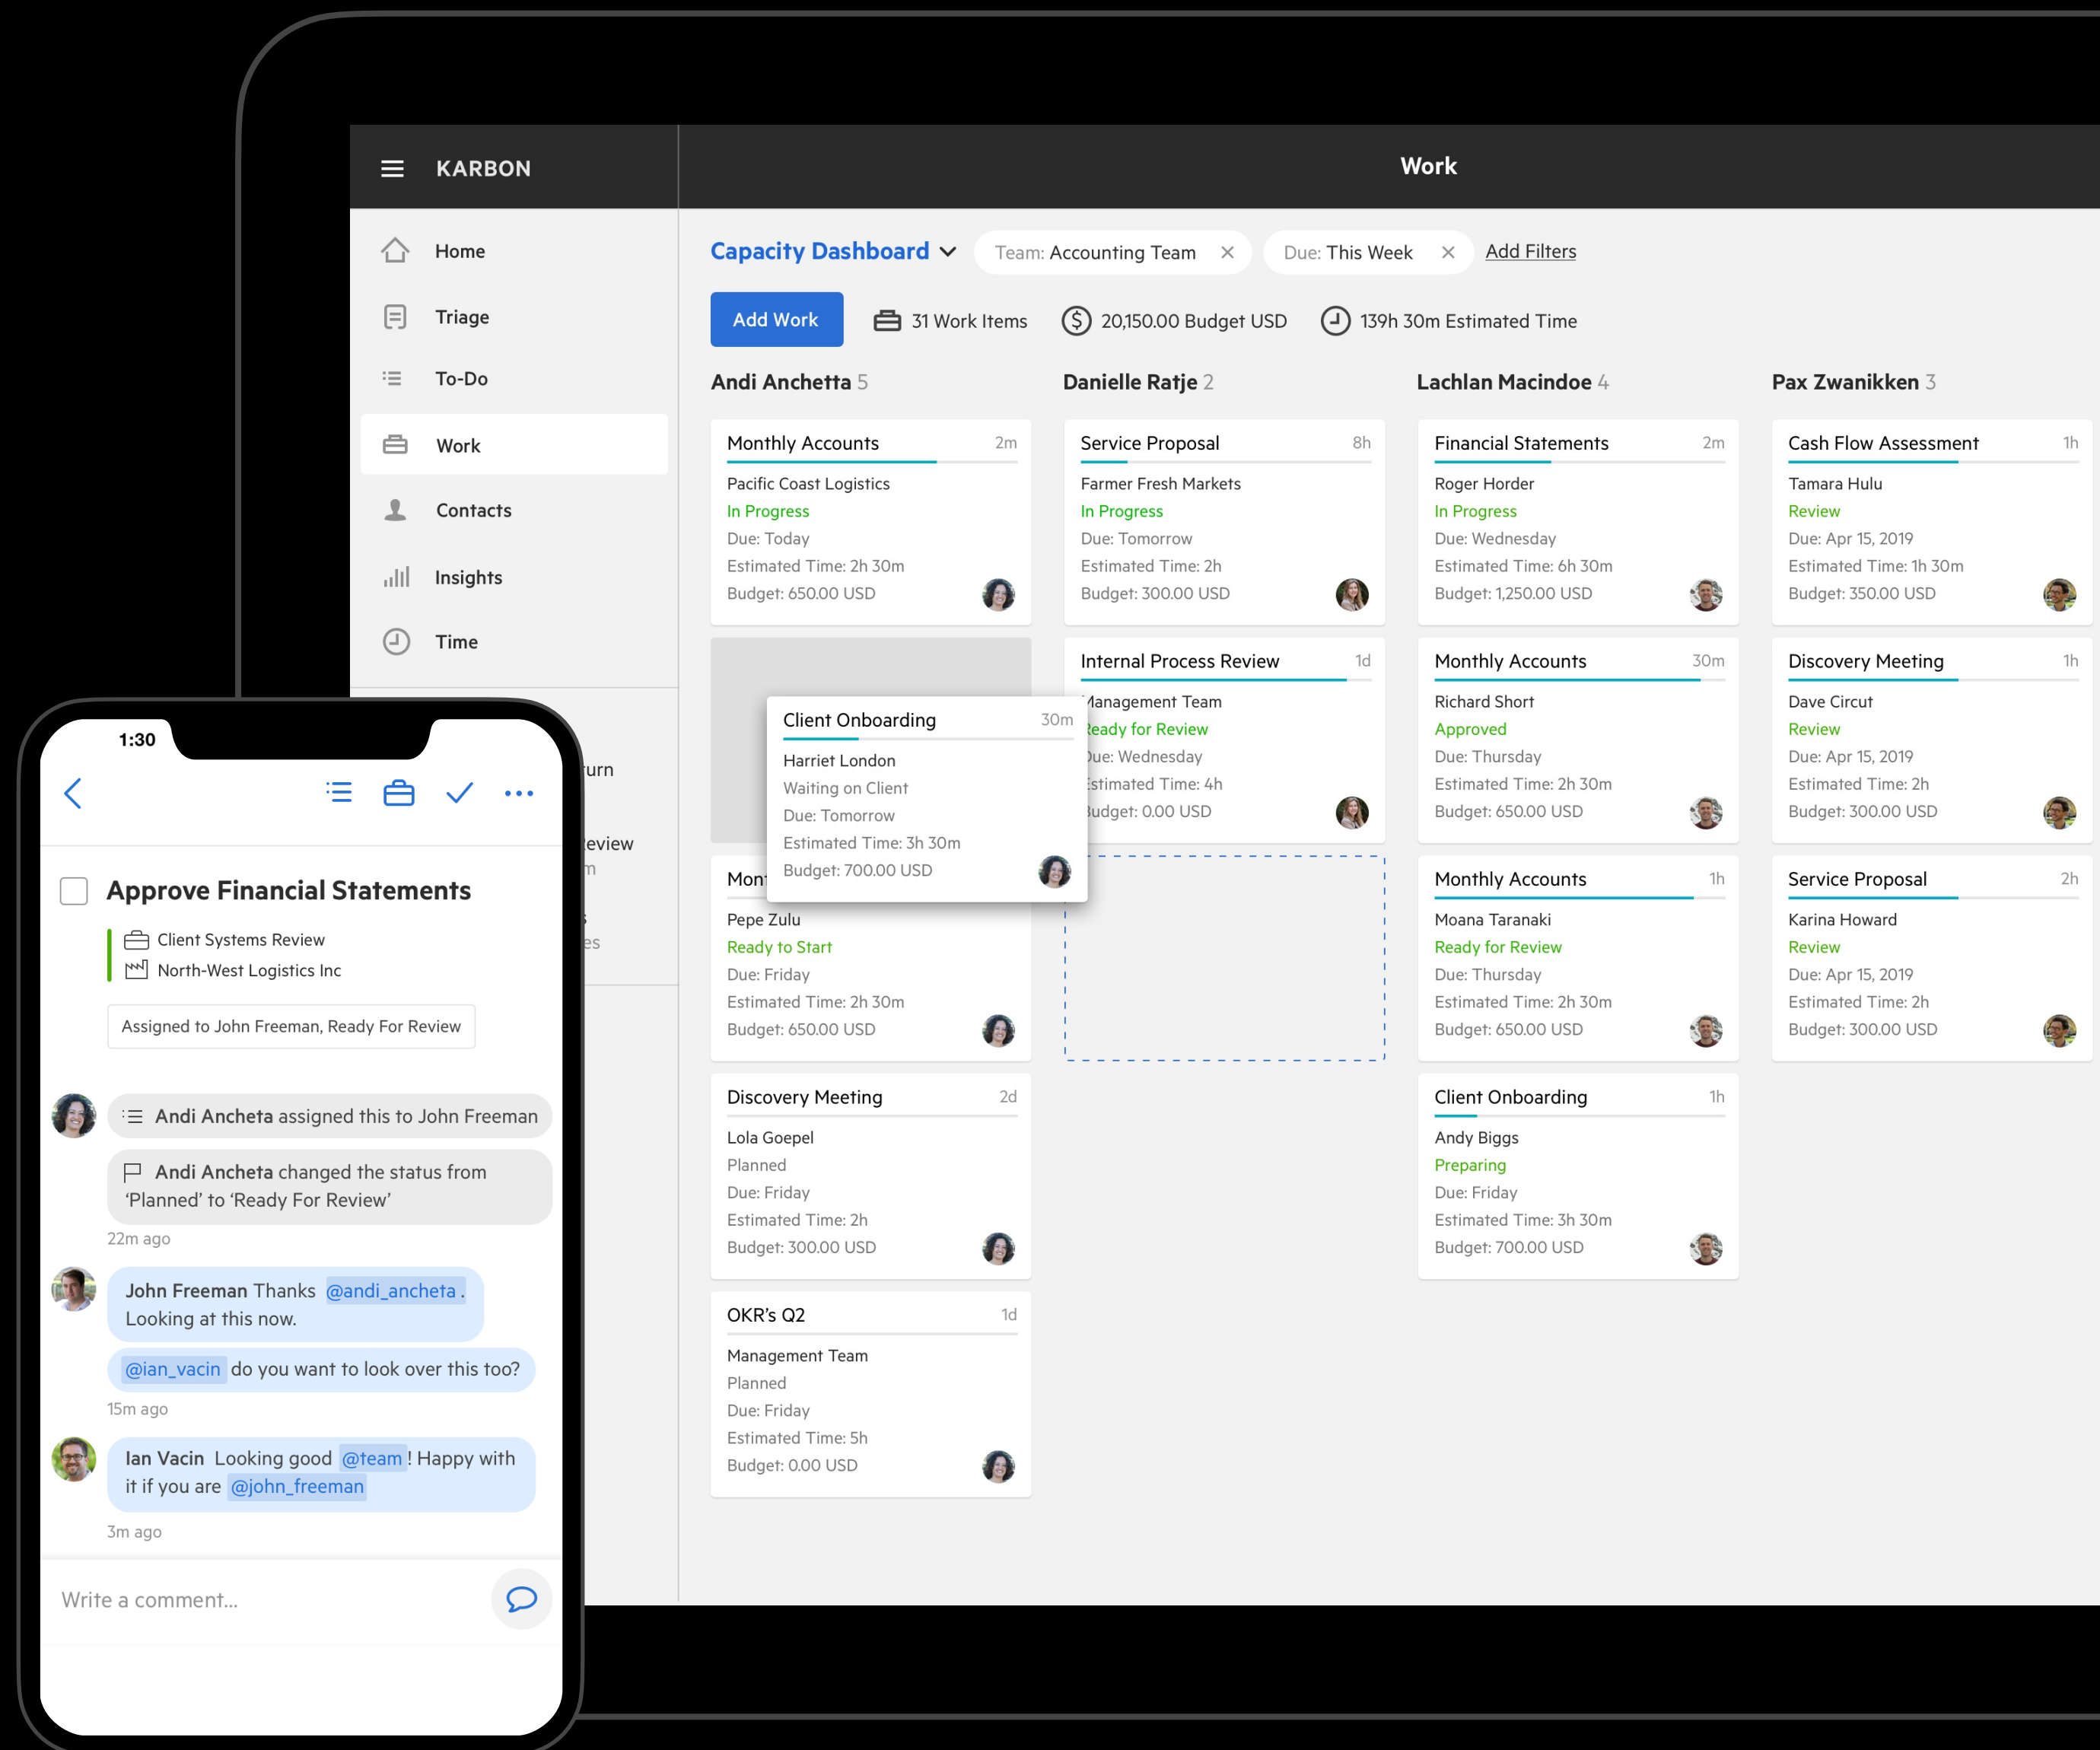 KARBON
Work
Home
Triage
To-Do
Work
Contacts
Insights
Time
Capacity Dashboard
Team: Accounting Team
Due: This Week
Add Filters
Add Work
31 Work Items
20,150.00 Budget USD
139h 30m Estimated Time
Andi Anchetta 5
Monthly Accounts 2m
Pacific Coast Logistics
In Progress
Due: Today
Estimated Time: 2h 30m
Budget: 650.00 USD
Client Onboarding 30m
Harriet London
Waiting on Client
Due: Tomorrow
Estimated Time: 3h 30m
Budget: 700.00 USD
Pepe Zulu
Ready to Start
Due: Friday
Estimated Time: 2h 30m
Budget: 650.00 USD
Discovery Meeting 2d
Lola Goepel
Planned
Due: Friday
Estimated Time: 2h
Budget: 300.00 USD
OKR’s Q2 1d
Management Team
Planned
Due: Friday
Estimated Time: 5h
Budget: 0.00 USD
Danielle Ratje 2
Service Proposal 8h
Farmer Fresh Markets
In Progress
Due: Tomorrow
Estimated Time: 2h
Budget: 300.00 USD
Internal Process Review 1d
Management Team
Ready for Review
Due: Wednesday
Estimated Time: 4h
Budget: 0.00 USD
Lachlan Macindoe 4
Financial Statements 2m
Roger Horder
In Progress
Due: Wednesday
Estimated Time: 6h 30m
Budget: 1,250.00 USD
Monthly Accounts 30m
Richard Short
Approved
Due: Thursday
Estimated Time: 2h 30m
Budget: 650.00 USD
Monthly Accounts 1h
Moana Taranaki
Ready for Review
Due: Thursday
Estimated Time: 2h 30m
Budget: 650.00 USD
Client Onboarding 1h
Andy Biggs
Preparing
Due: Friday
Estimated Time: 3h 30m
Budget: 700.00 USD
Pax Zwanikken 3
Cash Flow Assessment 1h
Tamara Hulu
Review
Due: Apr 15, 2019
Estimated Time: 1h 30m
Budget: 350.00 USD
Discovery Meeting 1h
Dave Circut
Review
Due: Apr 15, 2019
Estimated Time: 2h
Budget: 300.00 USD
Service Proposal 2h
Karina Howard
Review
Due: Apr 15, 2019
Estimated Time: 2h
Budget: 300.00 USD
1:30
Approve Financial Statements
Client Systems Review
North-West Logistics Inc
Assigned to John Freeman, Ready For Review
Andi Ancheta assigned this to John Freeman
Andi Ancheta changed the status from
‘Planned’ to ‘Ready For Review’
22m ago
John Freeman Thanks @andi_ancheta .
Looking at this now.
@ian_vacin do you want to look over this too?
15m ago
Ian Vacin Looking good @team ! Happy with
it if you are @john_freeman
3m ago
Write a comment...